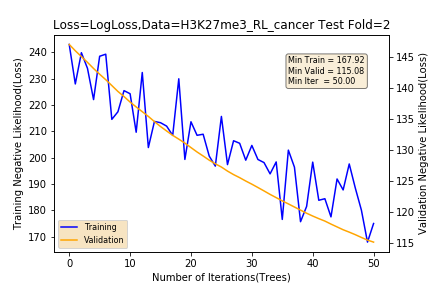 Loss=LogLoss,Data=H3K27me3_RL_cancer Test Fold=2
Training Negative Likelihood(Loss)
240
230
220
210
200
190
180
170
Min Train = 167.92
Min Valid = 115.08
Min Iter = 50.00
Training
Validation
145
140
135
130
125
120
115
Validation Negative Likelihood(Loss)
0 10 20 30 40 50
Number of Iterations(Trees)